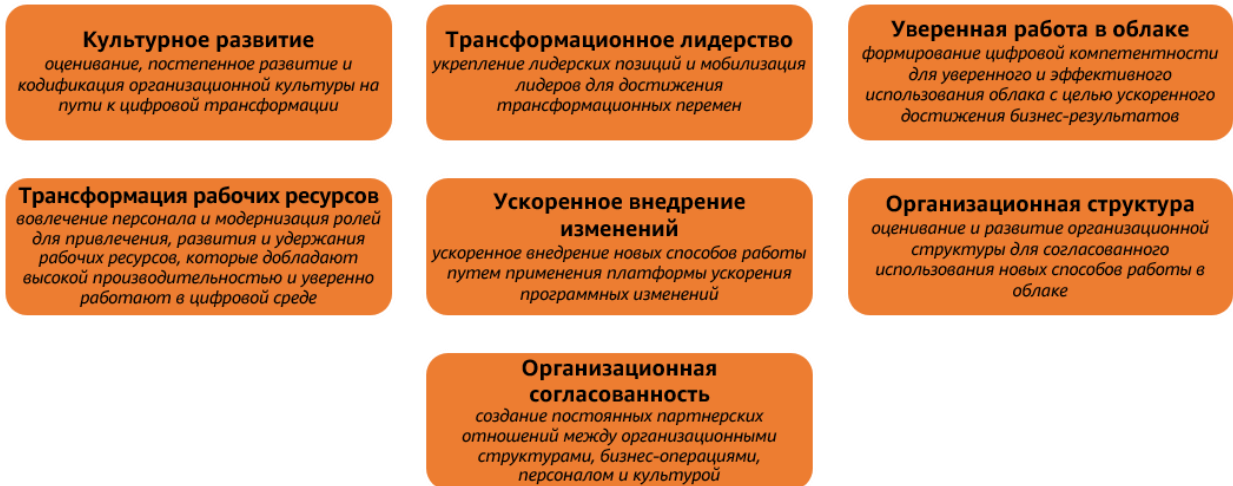 Культурное развитие
оценивание, постепенное развитие и
кодификация организационной культуры на
пути к цифровой трансформации
Трансформационное лидерство
укрепление лидерских позиций и мобилизация
лидеров для достижения
трансформационных перемен
Уверенная работа в облаке
формирование цифровой компетентности
для уверенного и эффективного
использования облака с целью ускоренного
достижения бизнес-результатов
Трансформация рабочих ресурсов
вовлечение персонала и модернизация ролей
для привлечения, развития и удержания
рабочих ресурсов, которые добладают
высокой производительностью и уверенно
работают в цифровой среде
Ускоренное внедрение
изменений
ускоренное внедрение новых способов работы
путем применения платформы ускорения
программных изменений
Организационная структура
оценивание и развитие организационной
структуры для согласованного
использования новых способов работы в
облаке
Организационная
согласованность
создание постоянных партнерских
отношений между организационными
структурами, бизнес-операциями,
персоналом и культурой